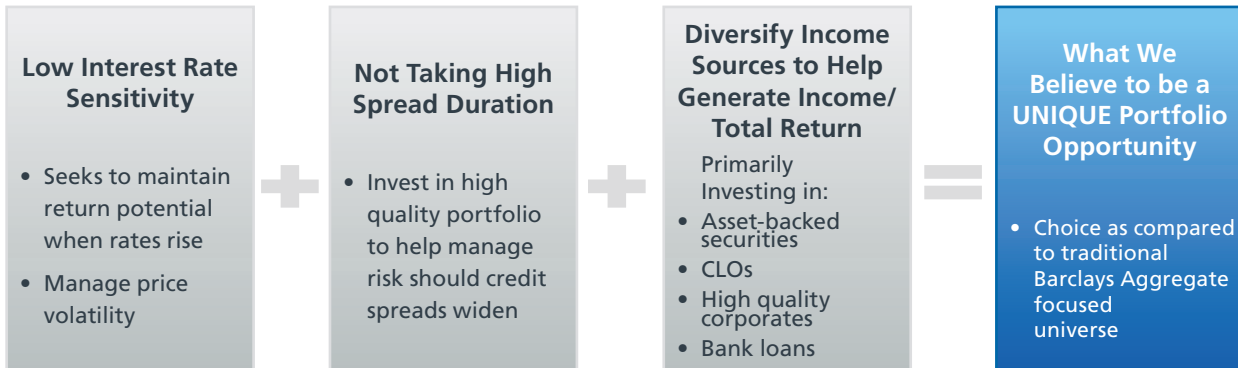 Low Interest Rate
Sensitivity
• Seeks to maintain
return potential
when rates rise
• Manage price
volatility
Not Taking High
Spread Duration
• Invest in high
quality portfolio
to help manage
risk should credit
spreads widen
Diversify Income
Sources to Help
Generate Income/
Total Return
Primarily
Investing in:
• Asset-backed
securities
• CLOs
• High quality
corporates
• Bank loans
What We
Believe to be a
UNIQUE Portfolio
Opportunity
• Choice as compared
to traditional
Barclays Aggregate
focused
universe